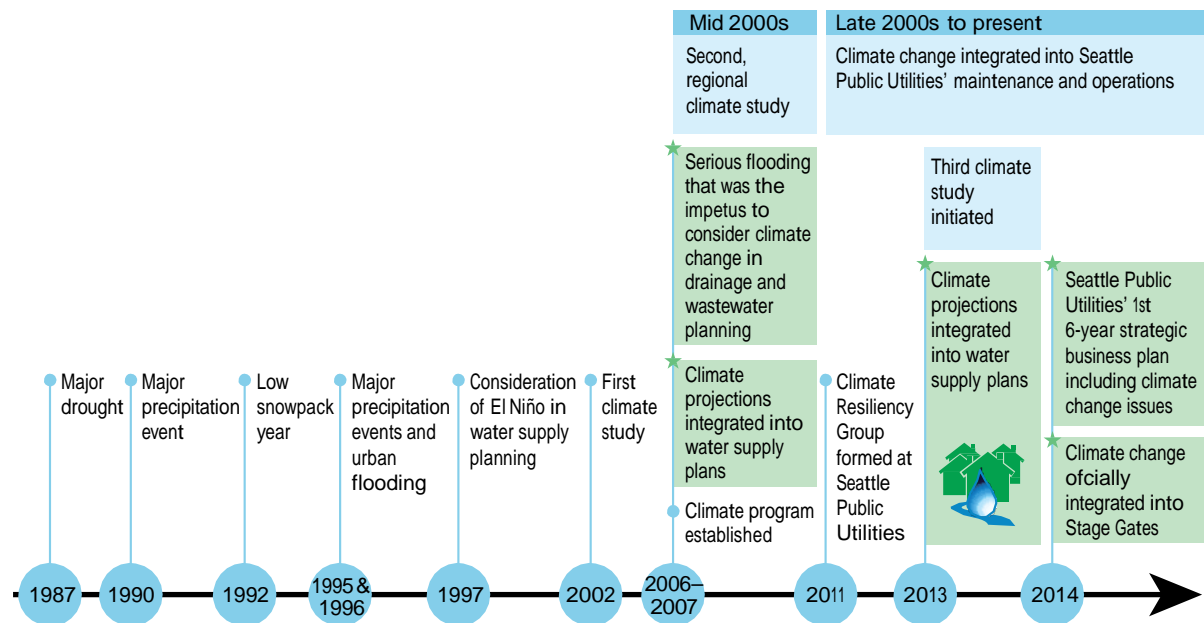 Mid 2000s
Second,
regional
climate study
Late 2000s to present
Climate change integrated into Seattle
Public Utilities’ maintenance and operations
Serious flooding
that was the
impetus to
consider climate
change in
drainage and
wastewater
planning
Third climate
study
initiated
Major
drought
Major
precipitation
event
Low
snowpack
year
Major
precipitation
events and
urban
flooding
Consideration
of El Niño in
water supply
planning
First
climate
study
Climate
projections
integrated into
water supply
plans
Climate program
established
Climate
Resiliency
Group
formed at
Seattle
Public
Utilities
Climate
projections
integrated
into water
supply plans
Seattle Public
Utilities’ 1st
6-year strategic
business plan
including climate
change issues
Climate change
ofcially
integrated into
Stage Gates
1987
1990
1992
1995 &
1996
1997
2002
2006–
2007
2011
2013
2014